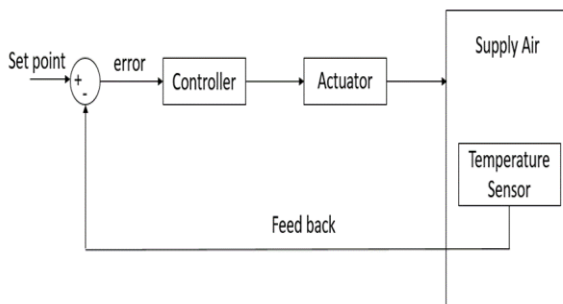 Supply Air
Set point
error
+
-
Controller
Actuator
Temperature
Sensor
Feed back